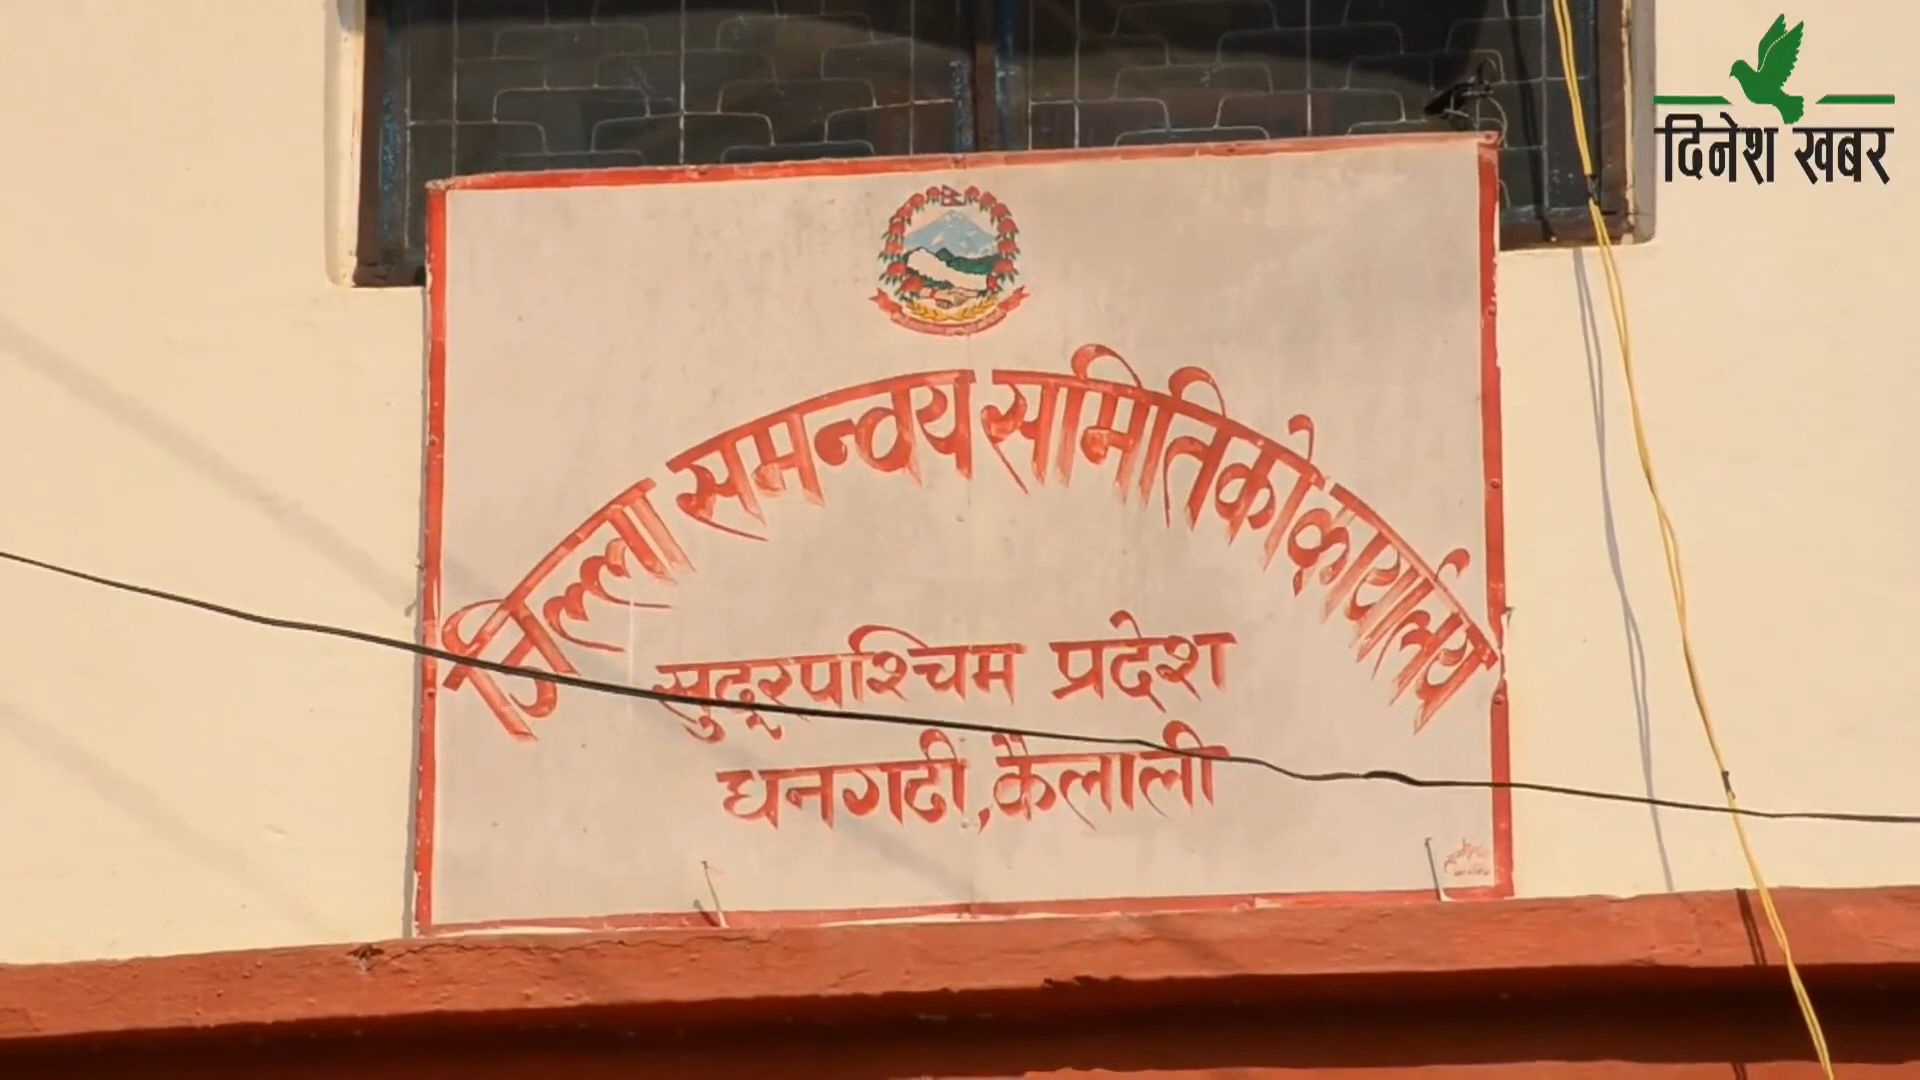 दिनेश खबर
जिल्ला समन्वय समितिको कार्यालय
सुदूरपश्चिम प्रदेश
धनगढी, कैलाली